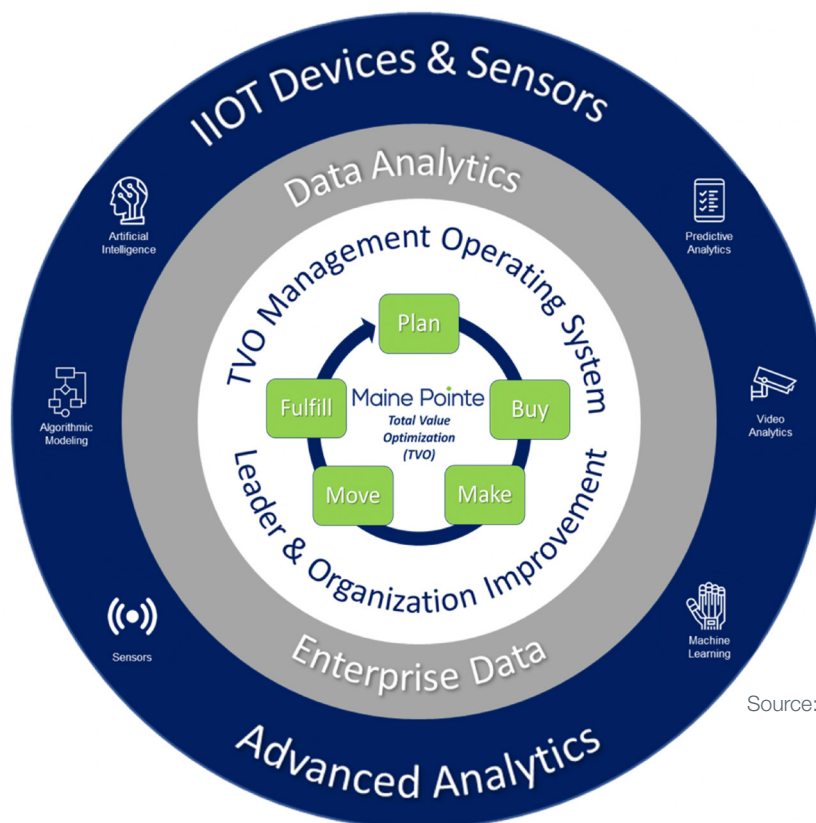 IIOT Devices & Sensors
Data Analytics
Artificial
Intelligence
Predictive
Analytics
TVO Management Operating System
Plan
Fulfill
Maine Pointe
Total Value
Optimization
(TVO)
Buy
Algorithmic
Modeling
Video
Analytics
Move
Make
Leader & Organization Improvement
Sensors
Machine
Learning
Enterprise Data
Source:
Advanced Analytics